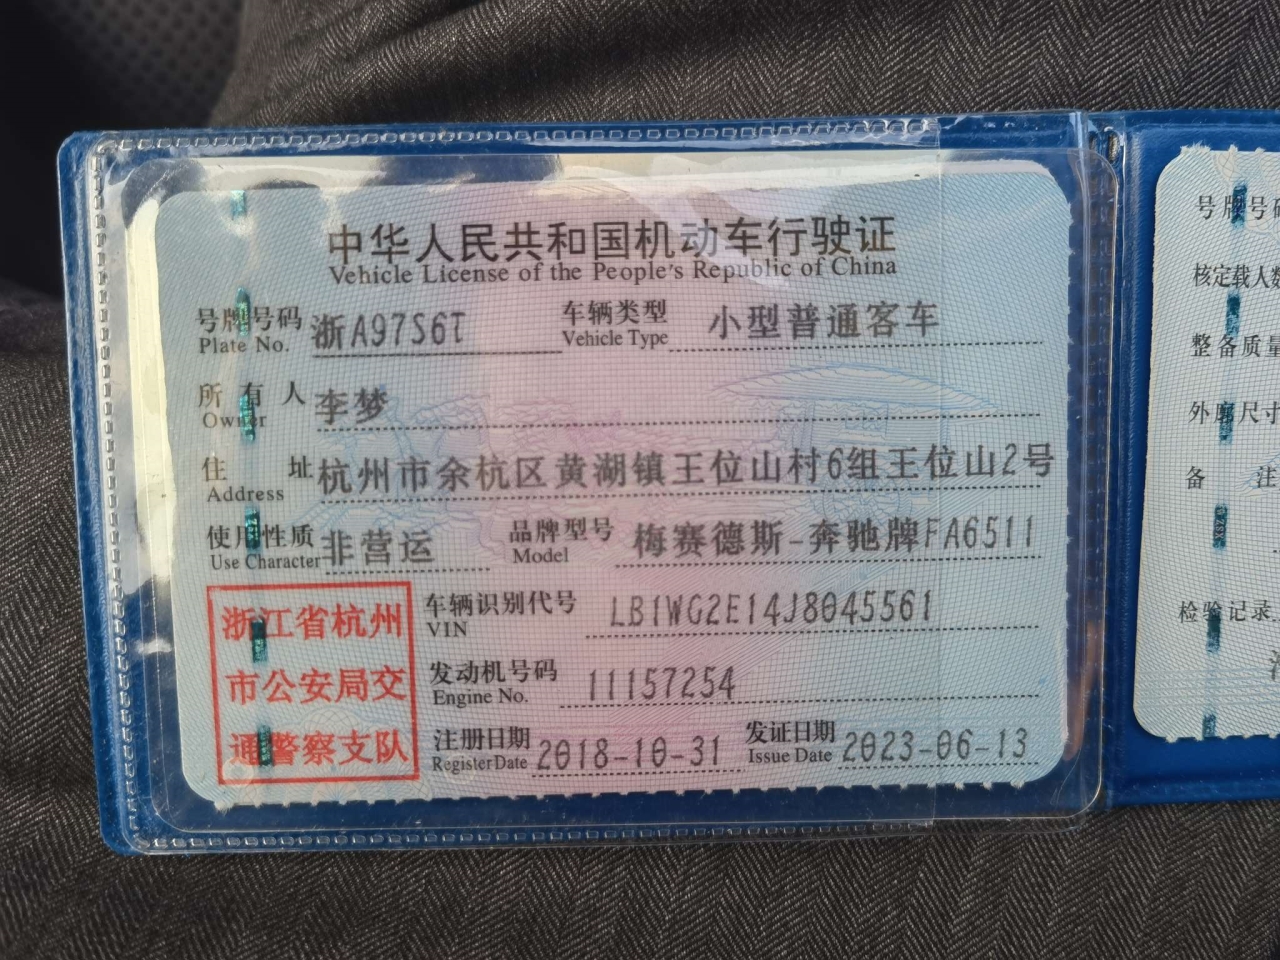 中华人民共和国机动车行驶证
Vehicle License of the People's Republic of China
号牌号码 浙A97S6T 车辆类型 小型普通客车
Plate No. Vehicle Type
所有人 李梦
Owner
住址 杭州市余杭区黄湖镇王位山村6组王位山2号
Address
使用性质 非营运 品牌型号 梅赛德斯-奔驰牌FA6511
Use Character Model
浙江省杭州
市公安局交
通警察支队
车辆识别代号 LB1WG2E14J8045561
VIN
发动机号码 11157254
Engine No.
注册日期 2018-10-31 发证日期 2023-06-13
Register Date Issue Date
号牌号码
核定载人数
整备质量
外廓尺寸
备注
检验记录